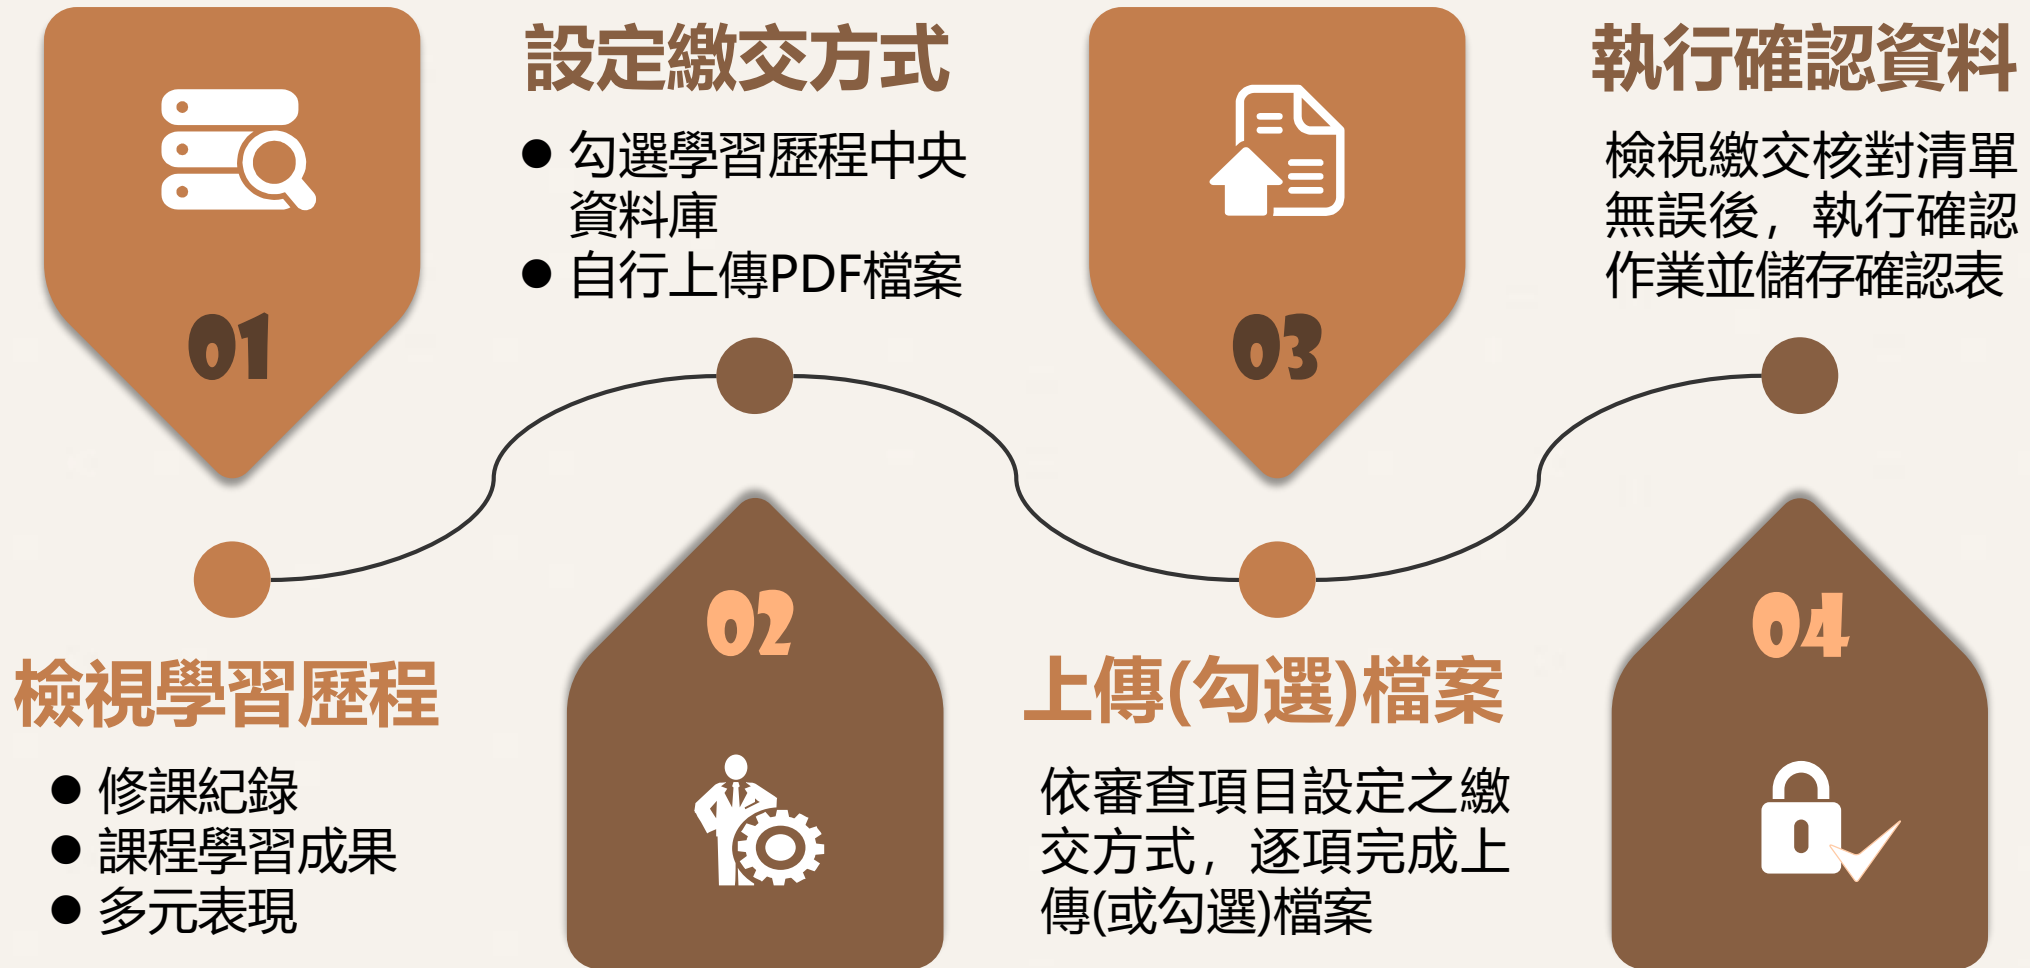 01
檢視學習歷程
● 修課紀錄
● 課程學習成果
● 多元表現
設定繳交方式
● 勾選學習歷程中央
資料庫
● 自行上傳PDF檔案
02
03
上傳(勾選)檔案
依審查項目設定之繳
交方式，逐項完成上
傳(或勾選)檔案
執行確認資料
檢視繳交核對清單
無誤後，執行確認
作業並儲存確認表
04